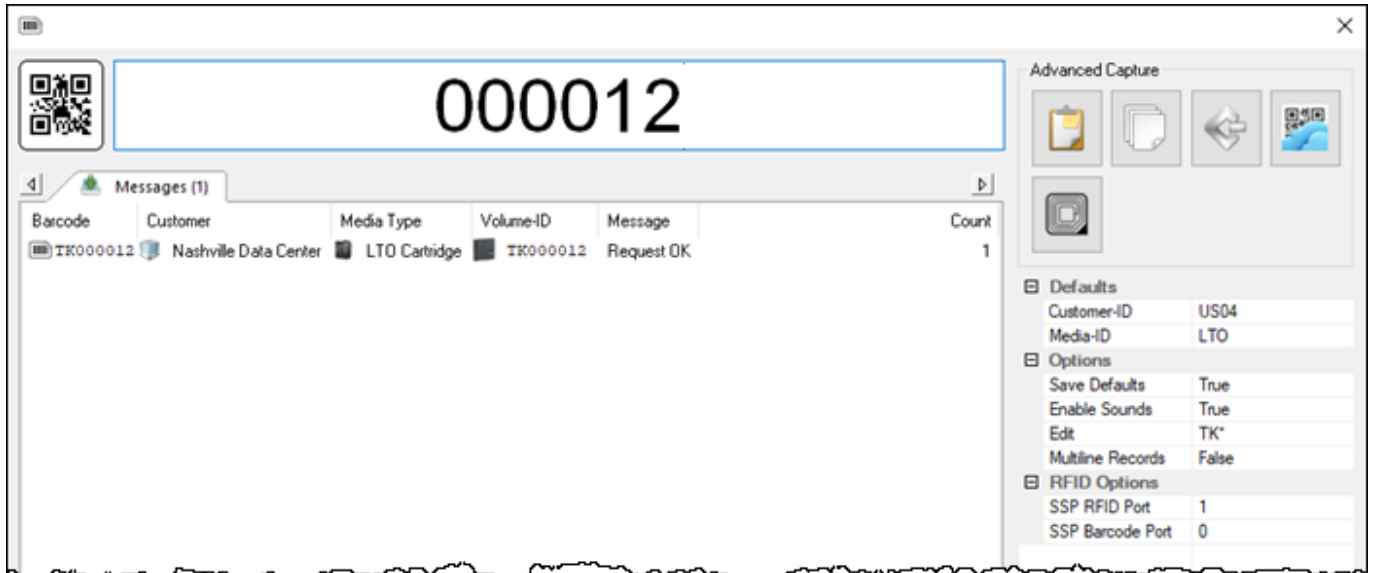 000012
Messages (1)
Barcode Customer Media Type Volume-ID Message Count
TK000012 Nashville Data Center LTO Cartridge TK000012 Request OK 1
Advanced Capture
Defaults
Customer-ID US04
Media-ID LTO
Options
Save Defaults True
Enable Sounds True
Edit TK*
Multiline Records False
RFID Options
SSP RFID Port 1
SSP Barcode Port 0